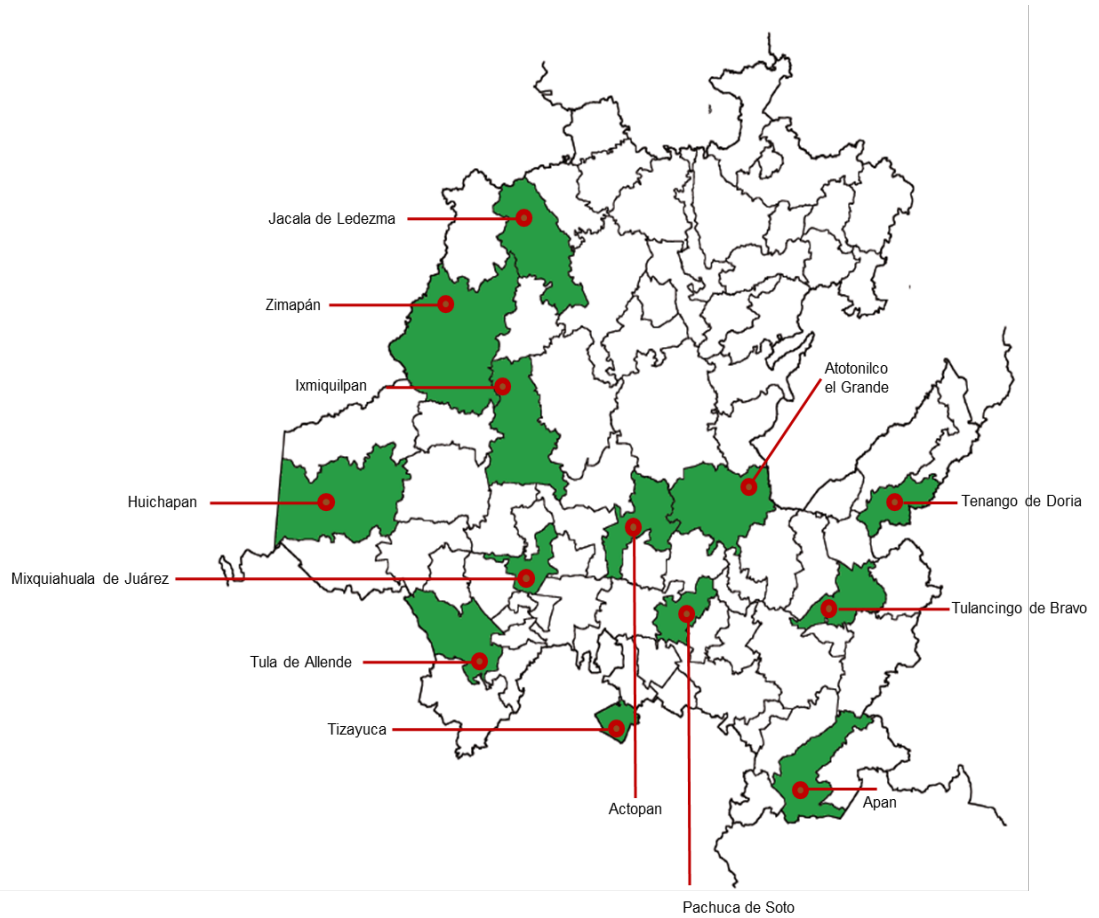 Jacala de Ledezma
Zimapán
Ixmiquilpan
Atotonilco
el Grande
Huichapan
Tenango de Doria
Mixquiahuala de Juárez
Tulancingo de Bravo
Tula de Allende
Tizayuca
Actopan
Apan
Pachuca de Soto